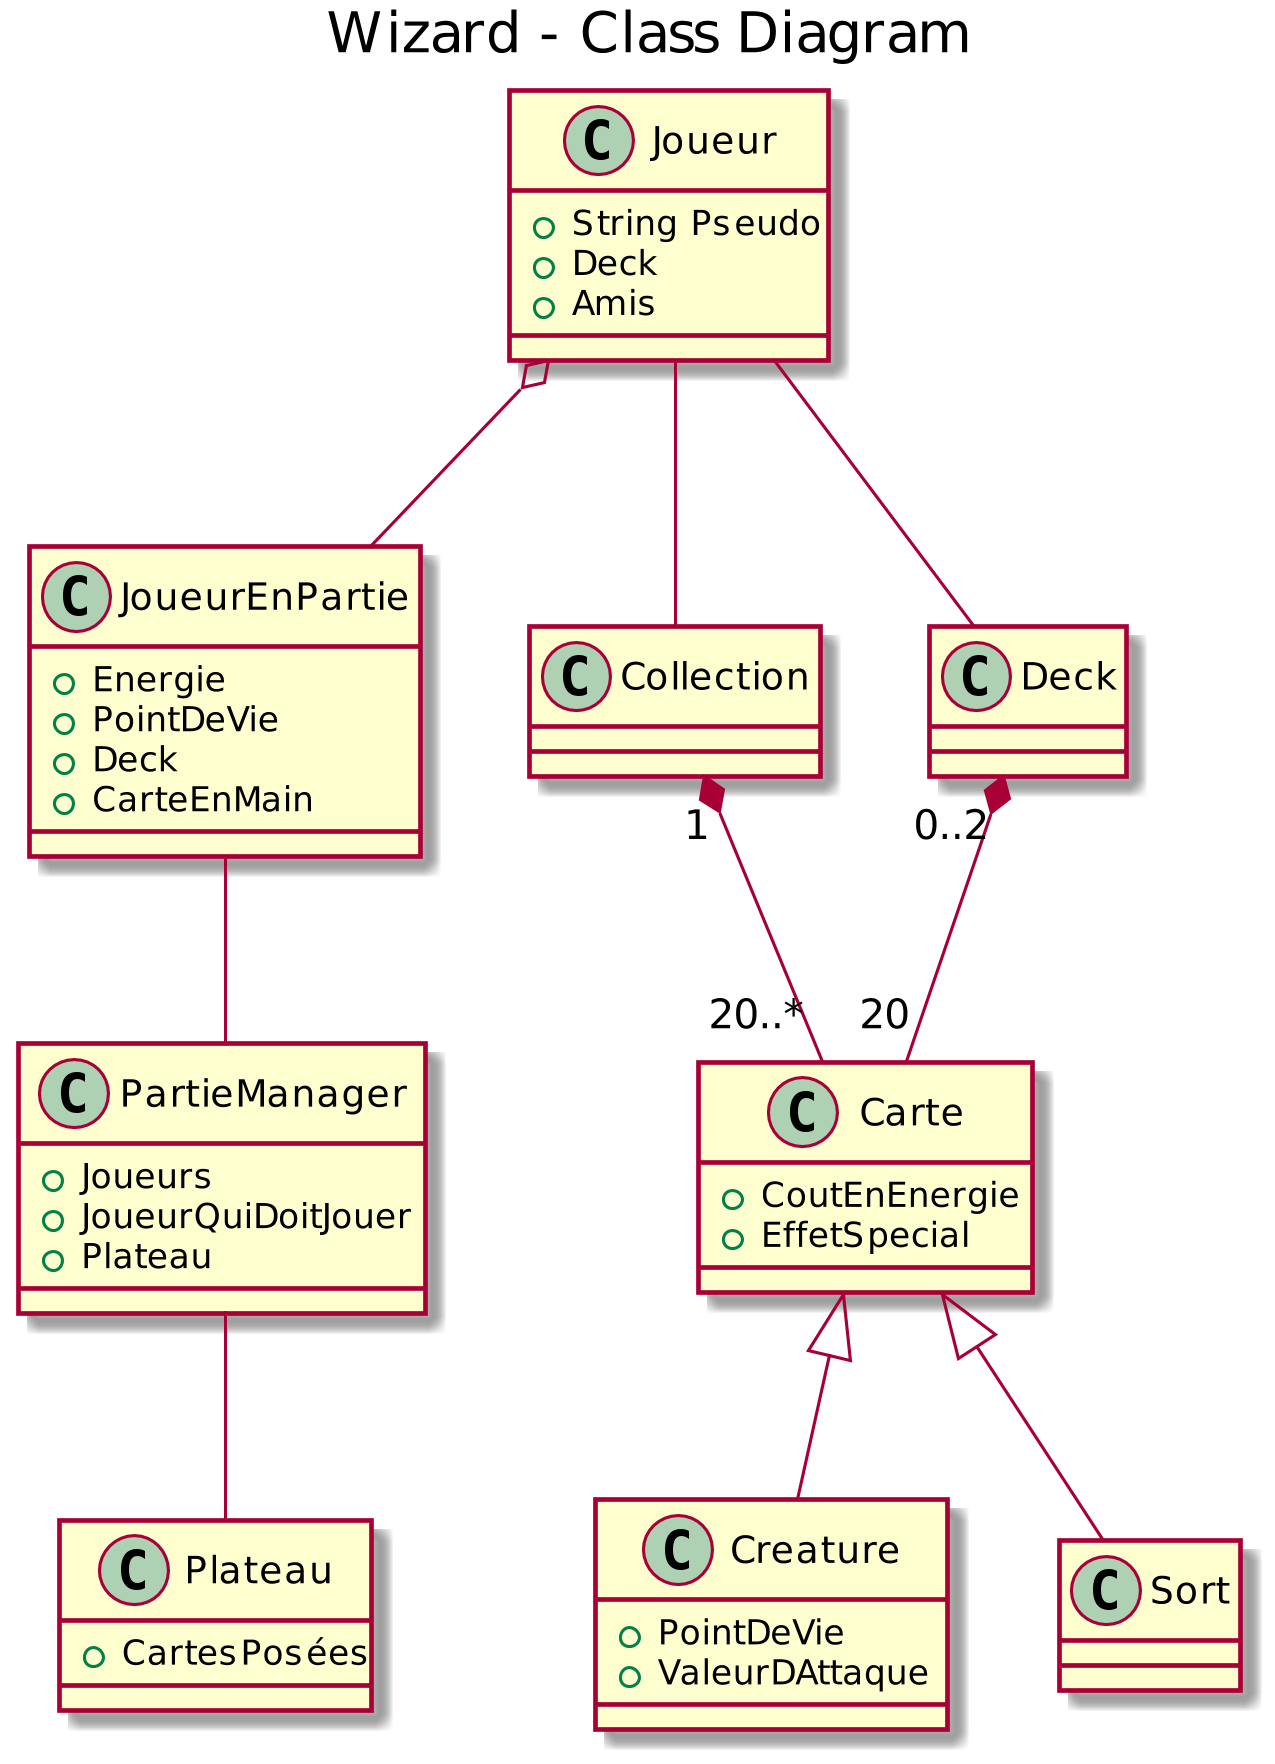 Wizard - Class Diagram
C Joueur
String Pseudo
Deck
Amis
C JoueurEnPartie
Energie
PointDeVie
Deck
CarteEnMain
C Collection
C Deck
1
0..2
20..*
20
C PartieManager
Joueurs
JoueurQuiDoitJouer
Plateau
C Carte
CoutEnEnergie
EffetSpecial
C Plateau
CartesPosées
C Creature
PointDeVie
ValeurDAttaque
C Sort